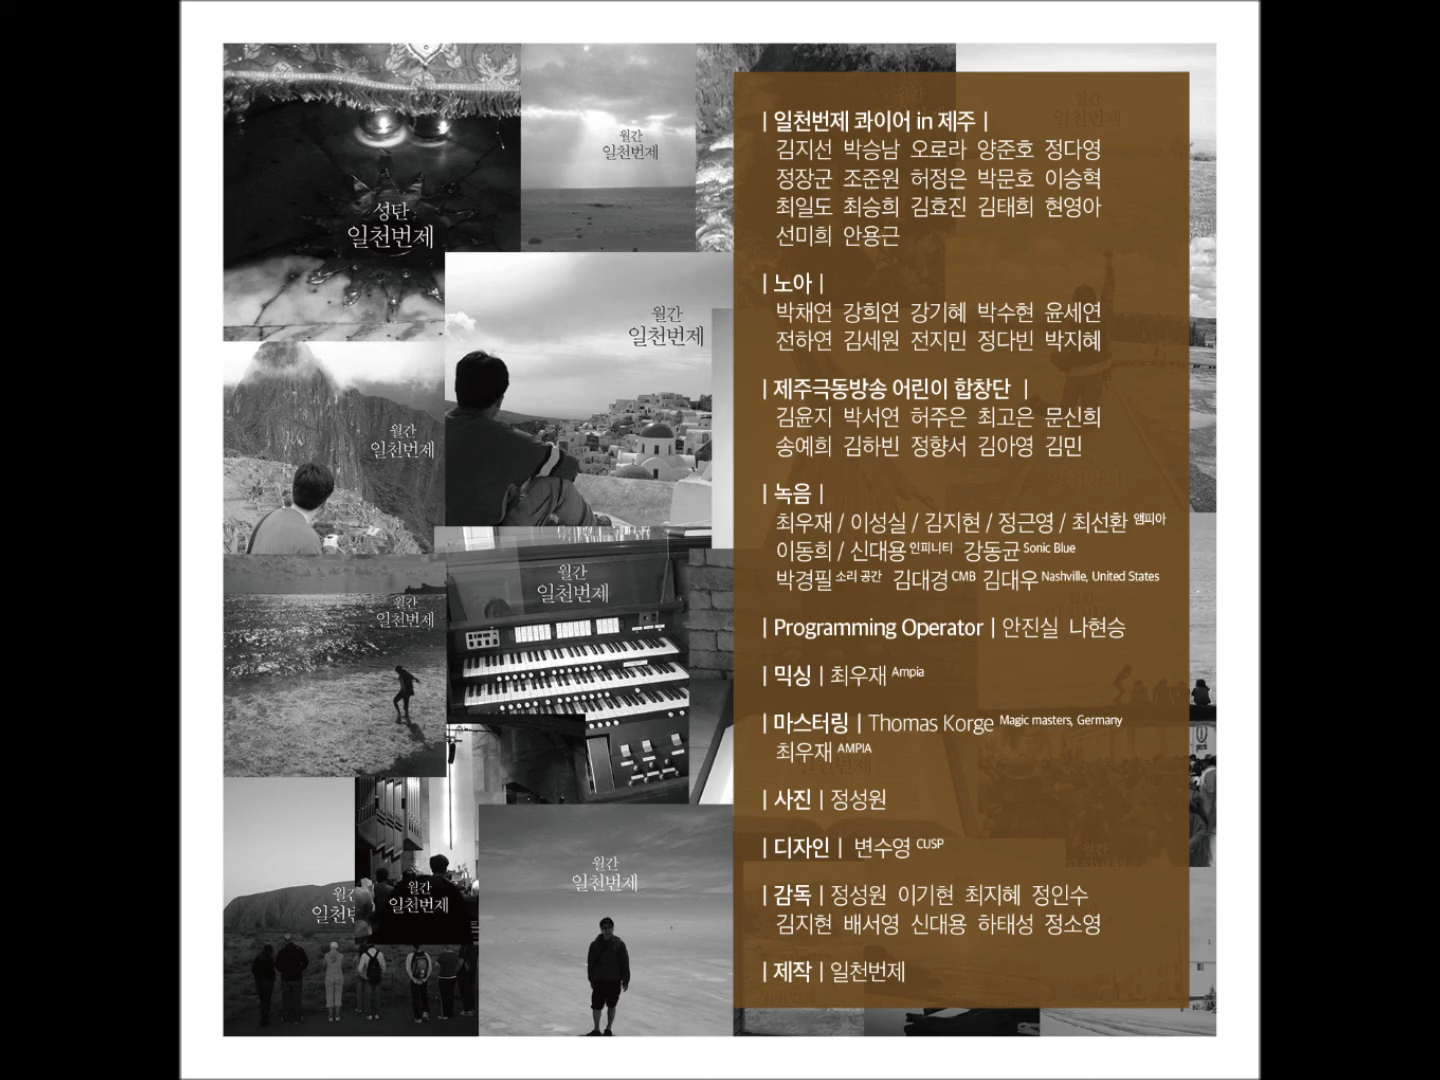 성탄
일천번제
월간
일천번제
월간
일천번제
월간
일천번제
월간
일천번제
월간
일천번제
월간
일천번제
월간
일천번제
| 일천번제 콰이어 in 제주 |
김지선 박승남 오로라 양준호 정다영
정장군 조준원 허정은 박문호 이승혁
최일도 최승희 김효진 김태희 현영아
선미희 안용근
| 노아 |
박채연 강희연 강기혜 박수현 윤세연
전하연 김세원 전지민 정다빈 박지혜
| 제주극동방송 어린이 합창단 |
김윤지 박서연 허주은 최고은 문신희
송예희 김하빈 정향서 김아영 김민
| 녹음 |
최우재 / 이성실 / 김지현 / 정근영 / 최선환 앰피아
이동희 / 신대용 인피니티 강동균 Sonic Blue
박경필 소리 공간 김대경 CMB 김대우 Nashville, United States
| Programming Operator | 안진실 나현승
| 믹싱 | 최우재 Ampia
| 마스터링 | Thomas Korge Magic masters, Germany
최우재 AMPIA
| 사진 | 정성원
| 디자인 | 변수영 CUSP
| 감독 | 정성원 이기현 최지혜 정인수
김지현 배서영 신대용 하태성 정소영
| 제작 | 일천번제